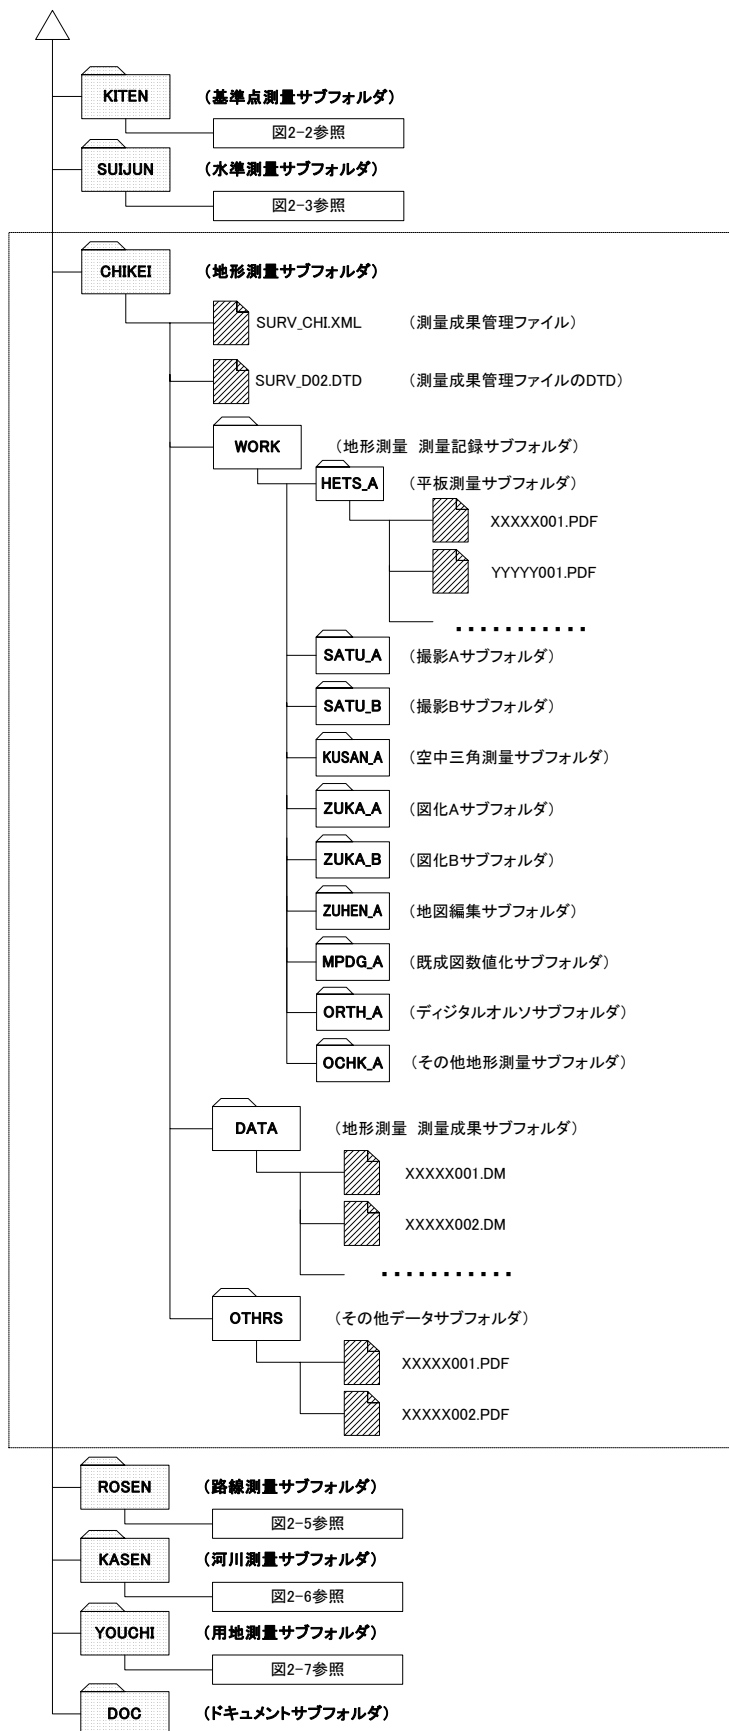 KITEN (基準点測量サブフォルダ)
図2-2参照
SUIJUN (水準測量サブフォルダ)
図2-3参照
CHIKEI (地形測量サブフォルダ)
SURV_CHI.XML (測量成果管理ファイル)
SURV_D02.DTD (測量成果管理ファイルのDTD)
WORK (地形測量 測量記録サブフォルダ)
HETS_A (平板測量サブフォルダ)
XXXXX001.PDF
YYYYY001.PDF
...........
SATU_A (撮影Aサブフォルダ)
SATU_B (撮影Bサブフォルダ)
KUSAN_A (空中三角測量サブフォルダ)
ZUKA_A (図化Aサブフォルダ)
ZUKA_B (図化Bサブフォルダ)
ZUHEN_A (地図編集サブフォルダ)
MPDG_A (既成図数値化サブフォルダ)
ORTH_A (ディジタルオルソサブフォルダ)
OCHK_A (その他地形測量サブフォルダ)
DATA (地形測量 測量成果サブフォルダ)
XXXXX001.DM
XXXXX002.DM
...........
OTHRS (その他データサブフォルダ)
XXXXX001.PDF
XXXXX002.PDF
ROSEN (路線測量サブフォルダ)
図2-5参照
KASEN (河川測量サブフォルダ)
図2-6参照
YOUCHI (用地測量サブフォルダ)
図2-7参照
DOC (ドキュメントサブフォルダ)